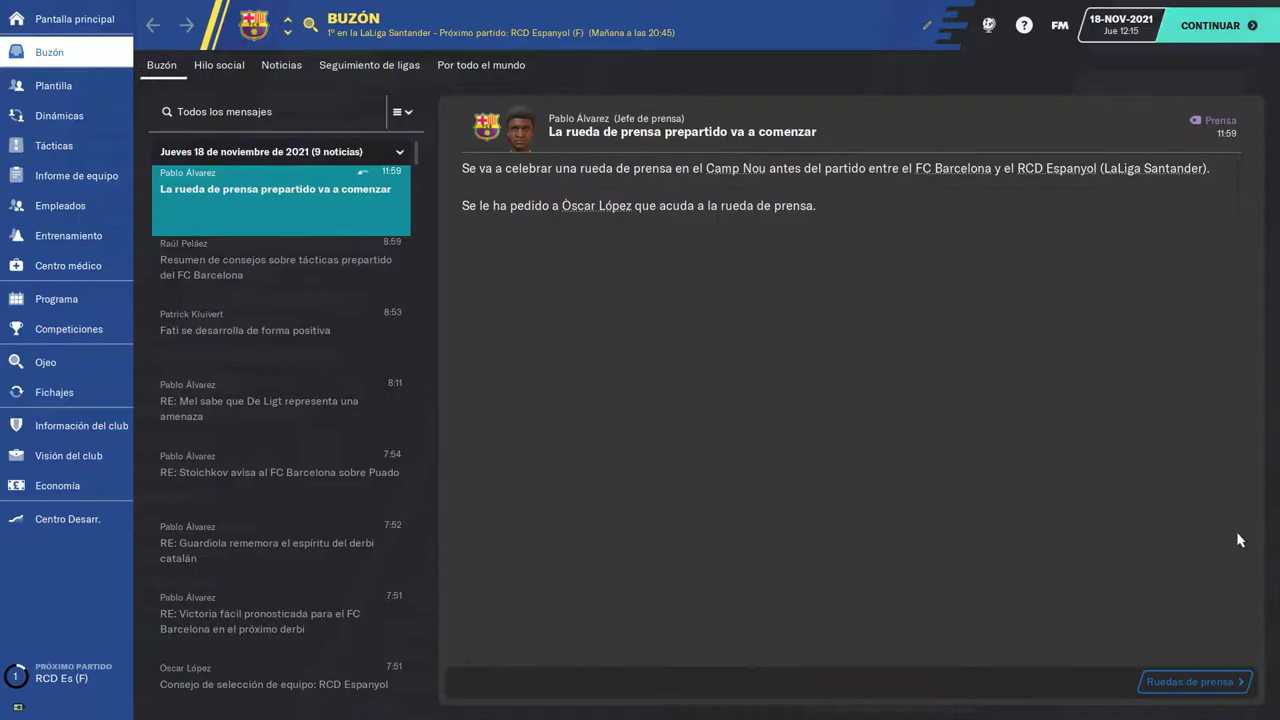 Pantalla principal
Buzón
Plantilla
Dinámicas
Tácticas
Informe de equipo
Empleados
Entrenamiento
Centro médico
Programa
Competiciones
Ojeo
Fichajes
Información del club
Visión del club
Economía
Centro Desarr.
PRÓXIMO PARTIDO
1
RCD Es (F)
BUZÓN
1º en la LaLiga Santander - Próximo partido: RCD Espanyol (F) (Mañana a las 20:45)
FM
18-NOV-2021
Jue 12:15
CONTINUAR
Buzón Hilo social Noticias Seguimiento de ligas Por todo el mundo
Todos los mensajes
Jueves 18 de noviembre de 2021 (9 noticias)
Pablo Álvarez 11:59
La rueda de prensa prepartido va a comenzar
Raúl Peláez 8:59
Resumen de consejos sobre tácticas prepartido
del FC Barcelona
Patrick Kluivert 8:53
Fati se desarrolla de forma positiva
Pablo Álvarez 8:11
RE: Mel sabe que De Ligt representa una
amenaza
Pablo Álvarez 7:54
RE: Stoichkov avisa al FC Barcelona sobre Puado
Pablo Álvarez 7:52
RE: Guardiola rememora el espíritu del derbi
catalán
Pablo Álvarez 7:51
RE: Victoria fácil pronosticada para el FC
Barcelona en el próximo derbi
Òscar López 7:51
Consejo de selección de equipo: RCD Espanyol
Pablo Álvarez (Jefe de prensa)
La rueda de prensa prepartido va a comenzar
Prensa
11:59
Se va a celebrar una rueda de prensa en el Camp Nou antes del partido entre el FC Barcelona y el RCD Espanyol (LaLiga Santander).
Se le ha pedido a Òscar López que acuda a la rueda de prensa.
Ruedas de prensa